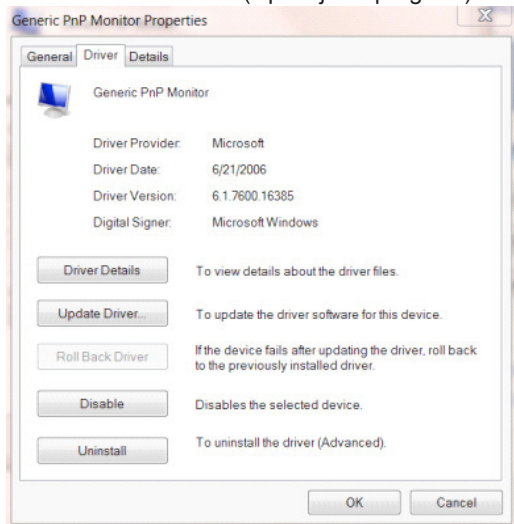 Generic PnP Monitor Properties
General Driver Details
Generic PnP Monitor
Driver Provider: Microsoft
Driver Date: 6/21/2006
Driver Version: 6.1.7600.16385
Digital Signer: Microsoft Windows
Driver Details To view details about the driver files.
Update Driver... To update the driver software for this device.
Roll Back Driver If the device fails after updating the driver, roll back
to the previously installed driver.
Disable Disables the selected device.
Uninstall To uninstall the driver (Advanced).
OK Cancel